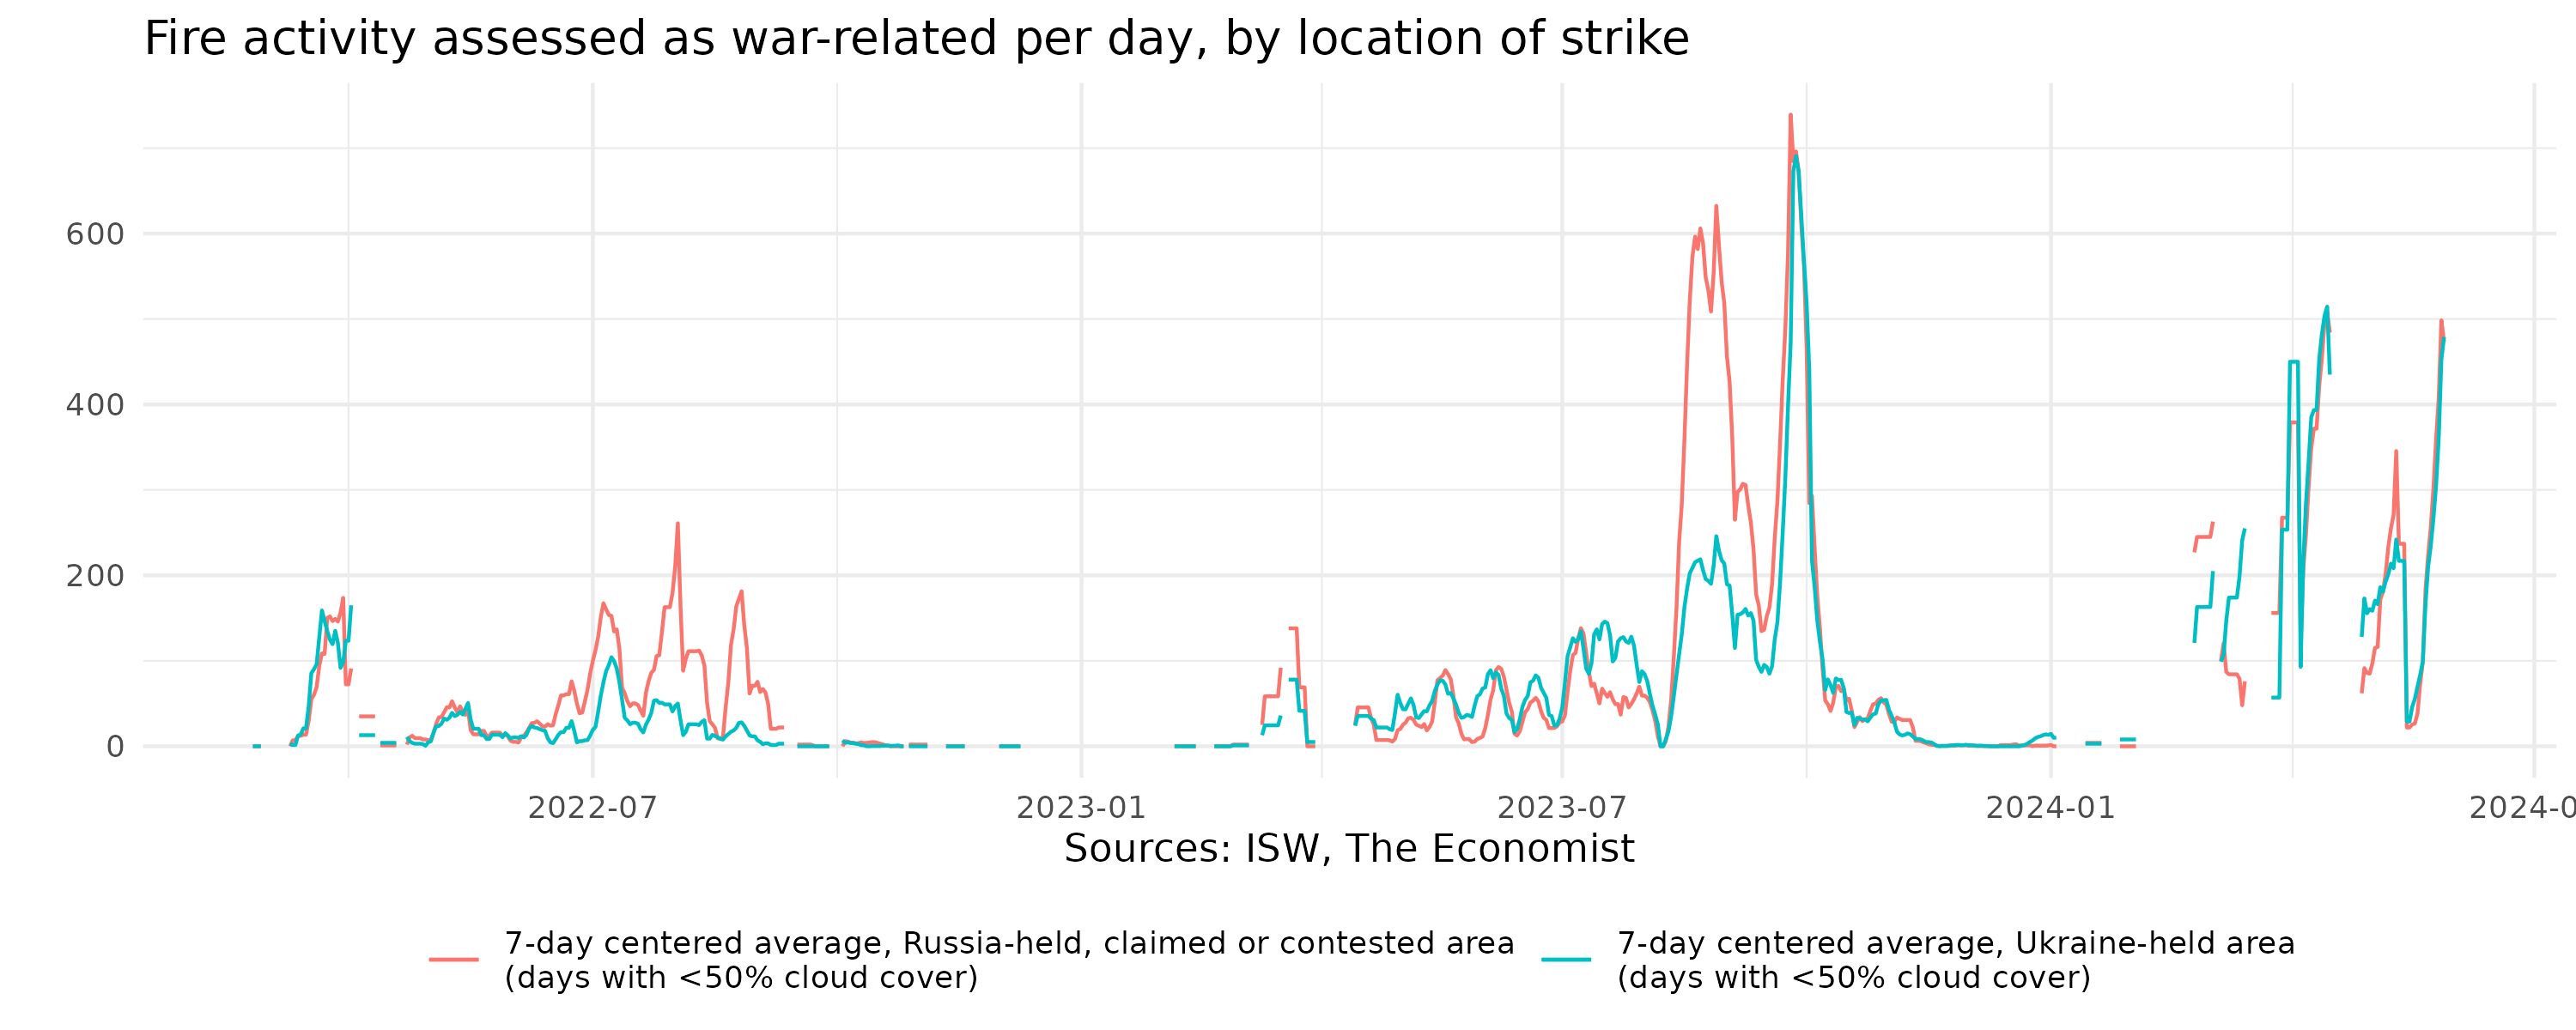 Fire activity assessed as war-related per day, by location of strike
600
400
200
0
2022-07
2023-01
2023-07
2024-01
2024-0
Sources: ISW, The Economist
7-day centered average, Russia-held, claimed or contested area
(days with <50% cloud cover)
7-day centered average, Ukraine-held area
(days with <50% cloud cover)